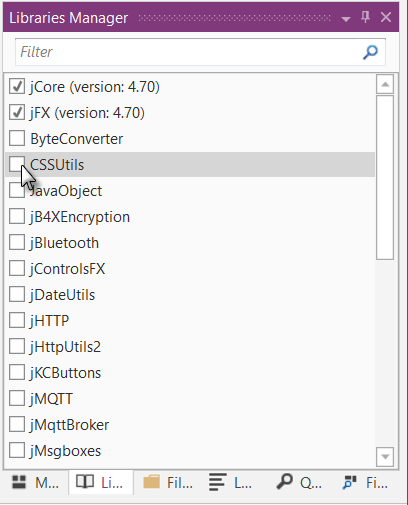 Libraries Manager
Filter
jCore (version: 4.70)
jFX (version: 4.70)
ByteConverter
CSSUtils
JavaObject
jB4XEncryption
jBluetooth
jControlsFX
jDateUtils
jHTTP
jHttpUtils2
jKCButtons
jMQTT
jMqttBroker
jMsgboxes
M... Li... Fil... L... Q... Fi...